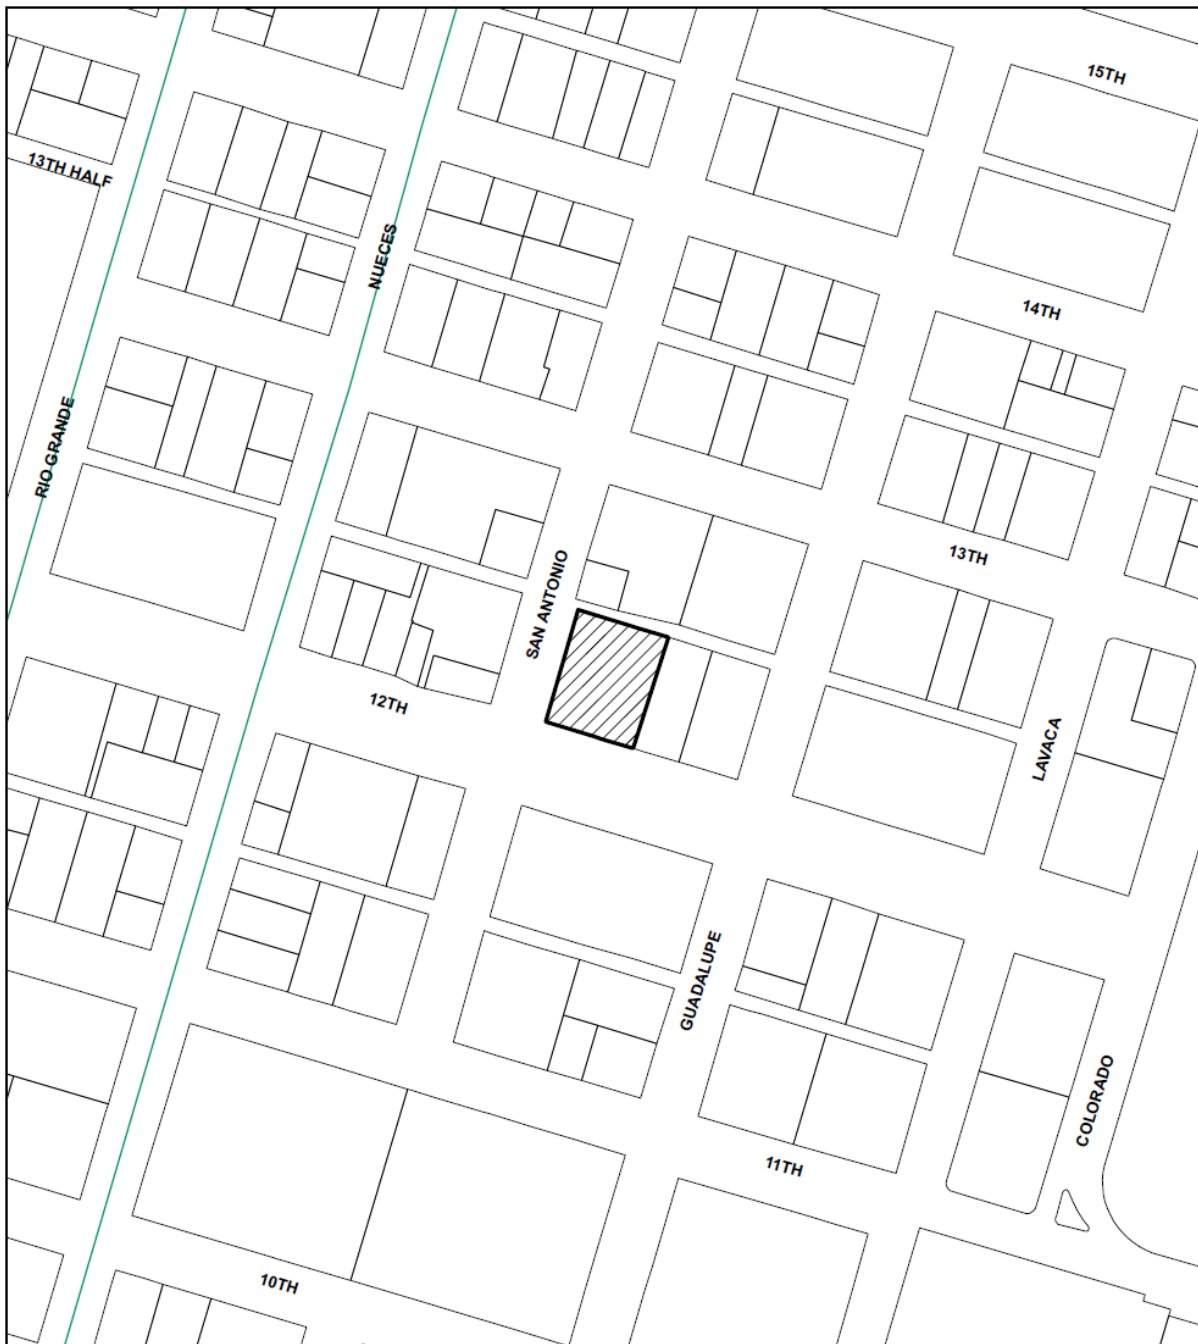 15TH
13TH HALF
NUECES
14TH
RIO GRANDE
13TH
SAN ANTONIO
12TH
LAVACA
GUADALUPE
COLORADO
11TH
10TH